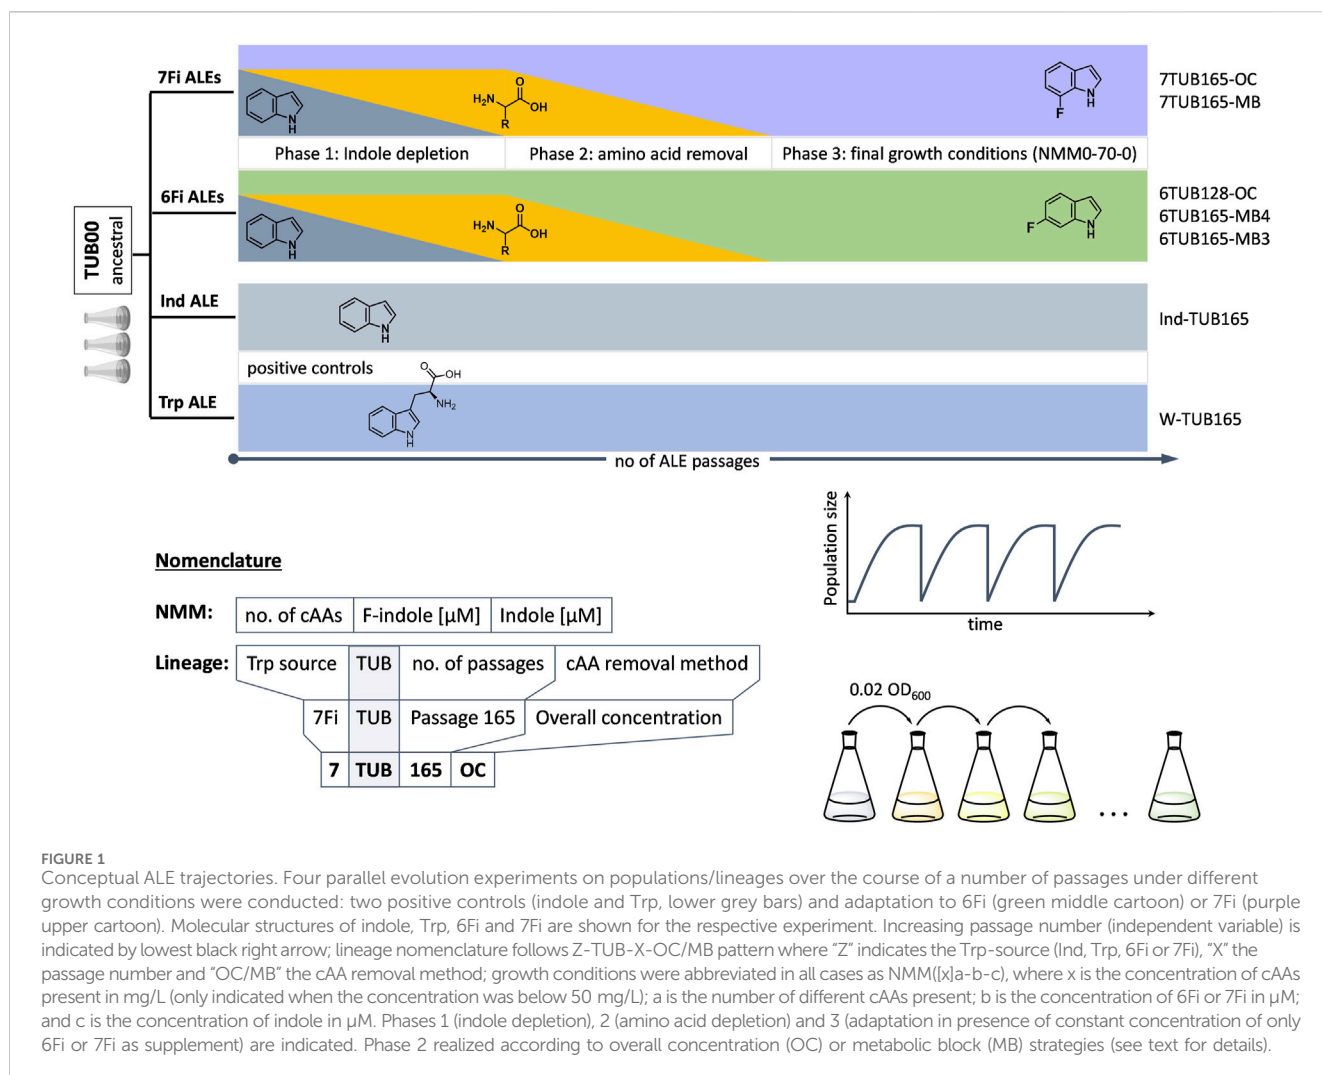 7Fi ALEs
N
H
H₂N
O
OH
R
F
N
H
7TUB165-OC
7TUB165-MB
Phase 1: Indole depletion
Phase 2: amino acid removal
Phase 3: final growth conditions (NMM0-70-0)
TUB00
ancestral
6Fi ALEs
N
H
H₂N
O
OH
R
F
N
H
6TUB128-OC
6TUB165-MB4
6TUB165-MB3
Ind ALE
N
H
Ind-TUB165
positive controls
Trp ALE
O
OH
NH₂
N
H
W-TUB165
no of ALE passages
Population size
time
Nomenclature
NMM: no. of cAAs F-indole [µM] Indole [µM]
Lineage: Trp source TUB no. of passages cAA removal method
7Fi TUB Passage 165 Overall concentration
7 TUB 165 OC
0.02 OD₆₀₀
...
FIGURE 1
Conceptual ALE trajectories. Four parallel evolution experiments on populations/lineages over the course of a number of passages under different
growth conditions were conducted: two positive controls (indole and Trp, lower grey bars) and adaptation to 6Fi (green middle cartoon) or 7Fi (purple
upper cartoon). Molecular structures of indole, Trp, 6Fi and 7Fi are shown for the respective experiment. Increasing passage number (independent variable) is
indicated by lowest black right arrow; lineage nomenclature follows Z-TUB-X-OC/MB pattern where “Z” indicates the Trp-source (Ind, Trp, 6Fi or 7Fi), “X” the
passage number and “OC/MB” the cAA removal method; growth conditions were abbreviated in all cases as NMM([x]a-b-c), where x is the concentration of cAAs
present in mg/L (only indicated when the concentration was below 50 mg/L); a is the number of different cAAs present; b is the concentration of 6Fi or 7Fi in µM;
and c is the concentration of indole in µM. Phases 1 (indole depletion), 2 (amino acid depletion) and 3 (adaptation in presence of constant concentration of only
6Fi or 7Fi as supplement) are indicated. Phase 2 realized according to overall concentration (OC) or metabolic block (MB) strategies (see text for details).